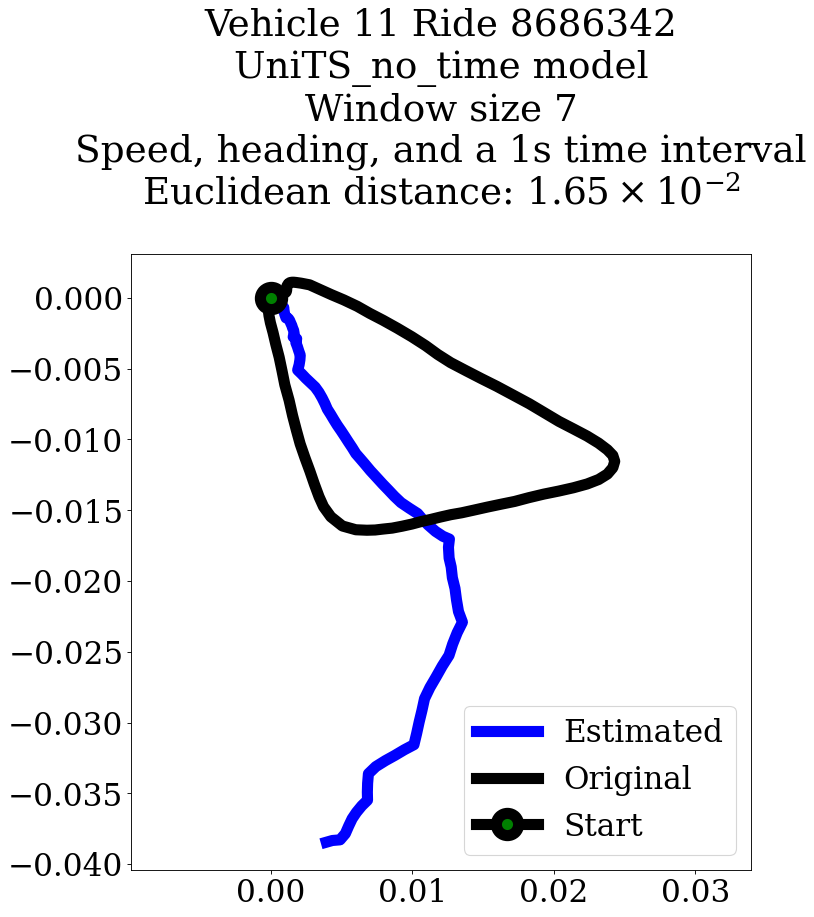 Vehicle 11 Ride 8686342
UniTS_no_time model
Window size 7
Speed, heading, and a 1s time interval
Euclidean distance: 1.65 × 10⁻²
0.000
−0.005
−0.010
−0.015
−0.020
−0.025
−0.030
−0.035
−0.040
Estimated
Original
Start
0.00 0.01 0.02 0.03